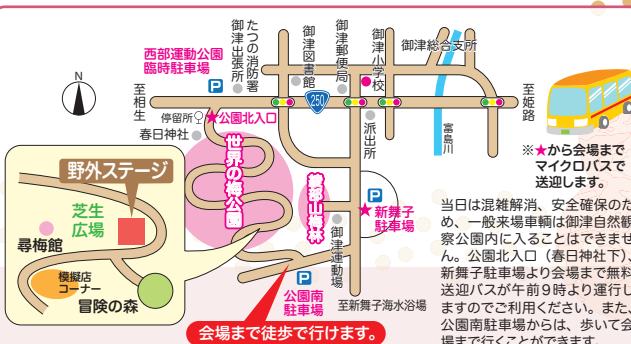 西部運動公園
臨時駐車場
P
たつの消防署
御津出張所
御津図書館
御津郵便局
御津小学校
御津総合支所
N
至相生
250
至姫路
停留所
★公園北入口
春日神社
派出所
富島川
世界の梅公園
綾部山梅林
P
★新舞子
駐車場
御津運動場
P
公園南
駐車場
至新舞子海水浴場
野外ステージ
芝生
広場
尋梅館
模擬店
コーナー
冒険の森
会場まで徒歩で行けます。
※★から会場まで
マイクロバスで
送迎します。
当日は混雑解消、安全確保のた
め、一般来場車輌は御津自然観
察公園内に入ることはできませ
ん。公園北入口（春日神社下）、
新舞子駐車場より会場まで無料
送迎バスが午前9時より運行し
ますのでご利用ください。また、
公園南駐車場からは、歩いて会
場まで行くことができます。